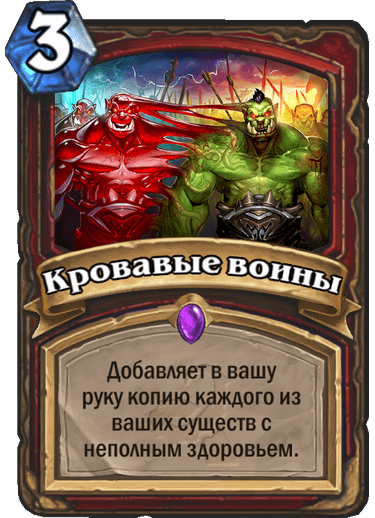 3
Кровавые воины
Добавляет в вашу
руку копию каждого из
ваших существ с
неполным здоровьем.